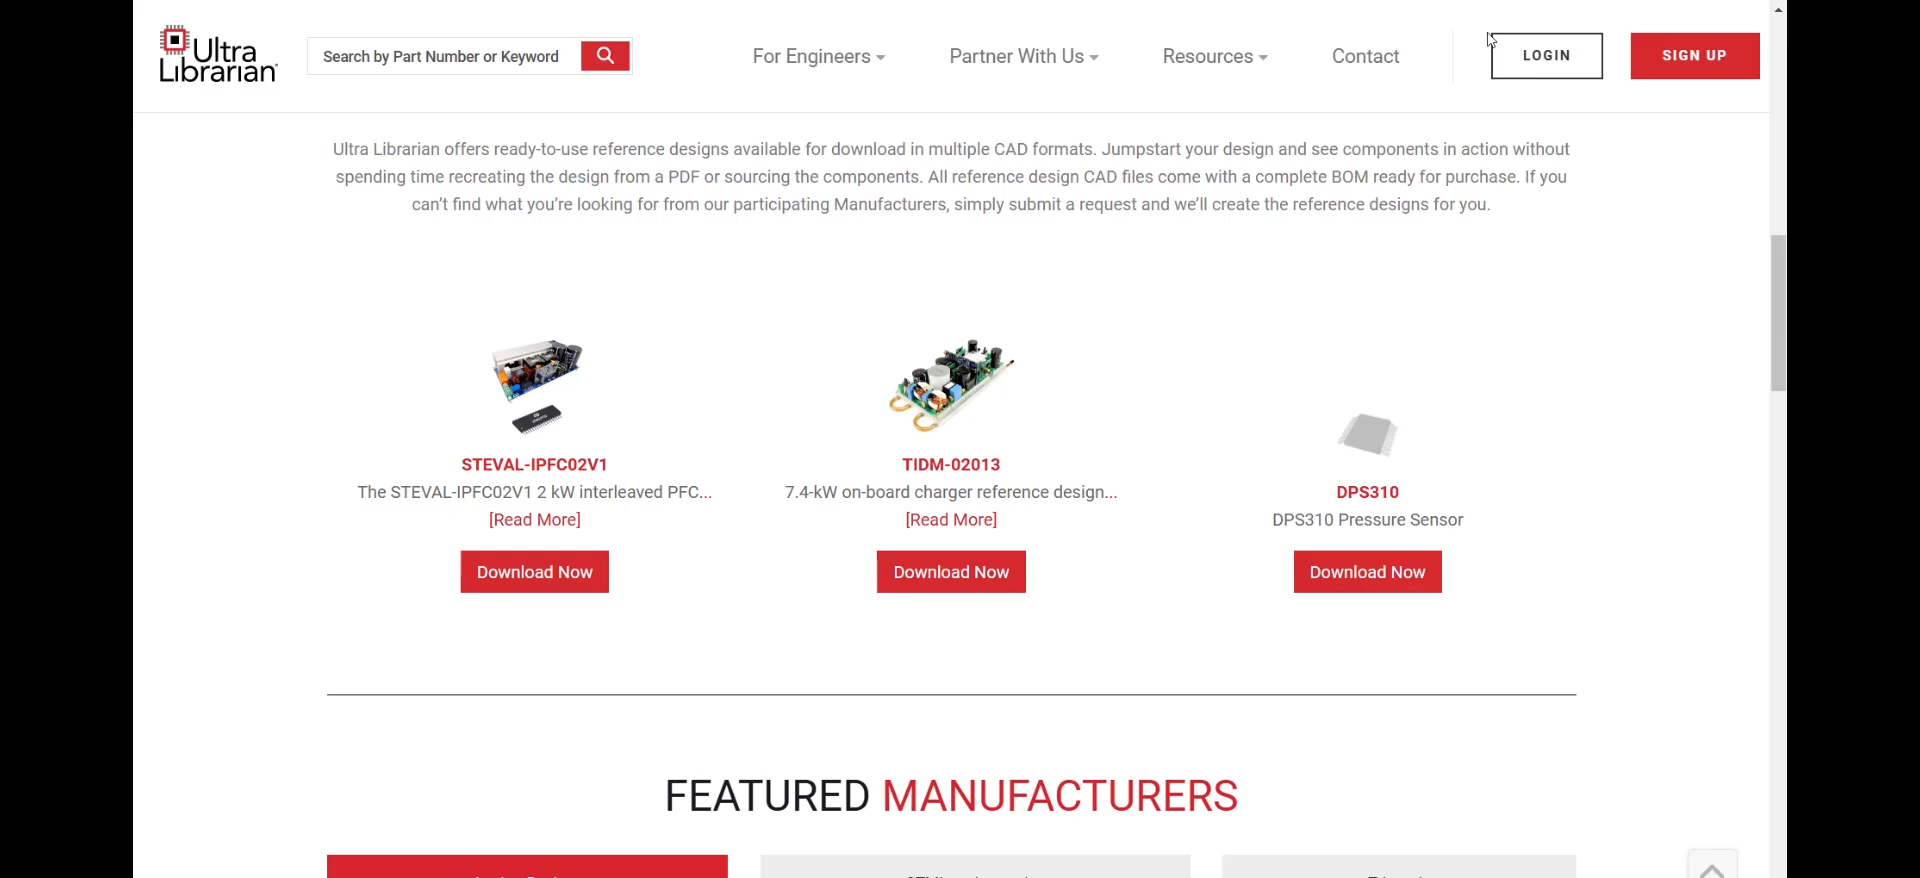 Ultra
Librarian
Search by Part Number or Keyword
For Engineers
Partner With Us
Resources
Contact
LOGIN
SIGN UP
Ultra Librarian offers ready-to-use reference designs available for download in multiple CAD formats. Jumpstart your design and see components in action without
spending time recreating the design from a PDF or sourcing the components. All reference design CAD files come with a complete BOM ready for purchase. If you
can't find what you're looking for from our participating Manufacturers, simply submit a request and we'll create the reference designs for you.
STEVAL-IPFC02V1
The STEVAL-IPFC02V1 2 kW interleaved PFC...
[Read More]
Download Now
TIDM-02013
7.4-kW on-board charger reference design...
[Read More]
Download Now
DPS310
DPS310 Pressure Sensor
Download Now
FEATURED MANUFACTURERS